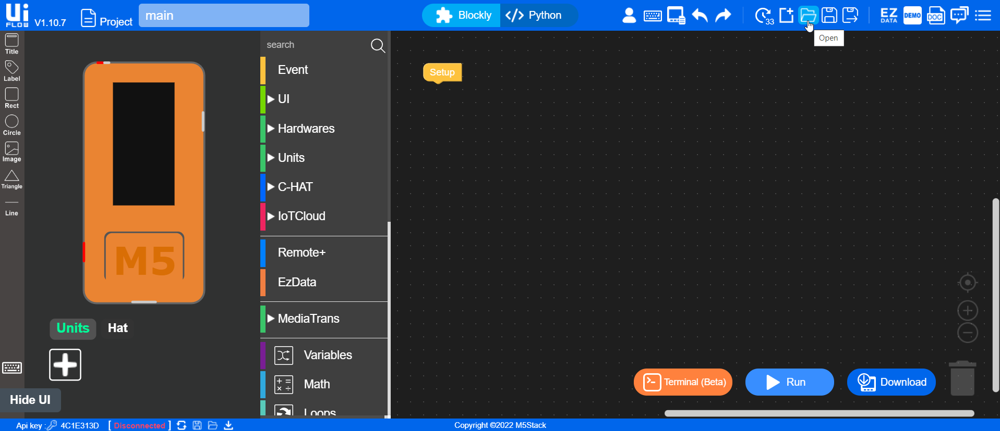 Ui
FLOW V1.10.7 Project main Blockly </> Python 33 EZ DATA DEMO DOC
Open
Title
Label
Rect
Circle
Image
Triangle
Line
M5
Units Hat
Hide UI
search
Event
UI
Hardwares
Units
C-HAT
IoTCloud
Remote+
EzData
MediaTrans
Variables
Math
Loops
Setup
Terminal (Beta) Run Download
Api key : 4C1E313D [ Disconnected ] Copyright ©2022 M5Stack